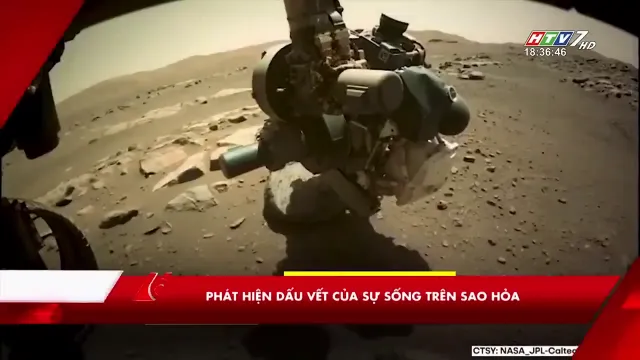 HTV7 HD
18:36:46
PHÁT HIỆN DẤU VẾT CỦA SỰ SỐNG TRÊN SAO HỎA
CTSY: NASA_JPL-Caltec